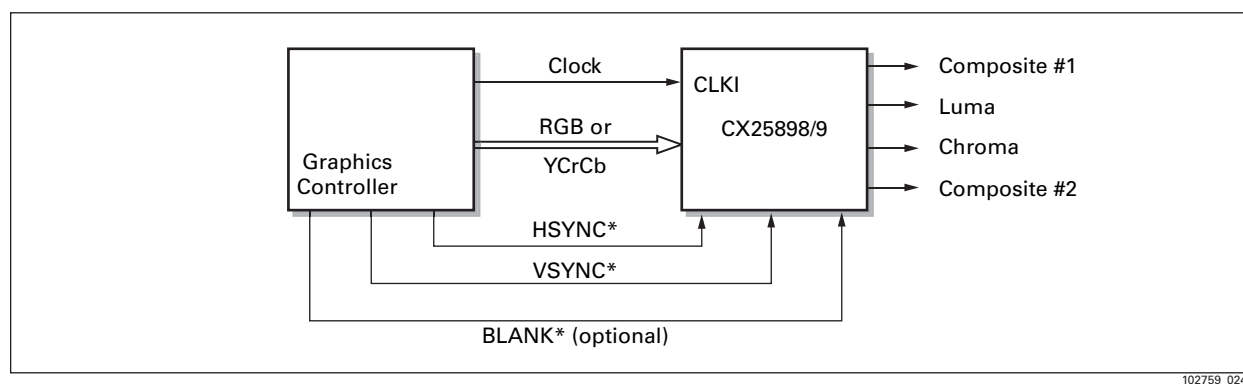 Clock
Composite #1
CLKI
Luma
RGB or
CX25898/9
YCrCb
Chroma
Graphics
Controller
Composite #2
HSYNC*
VSYNC*
BLANK* (optional)
102759_024